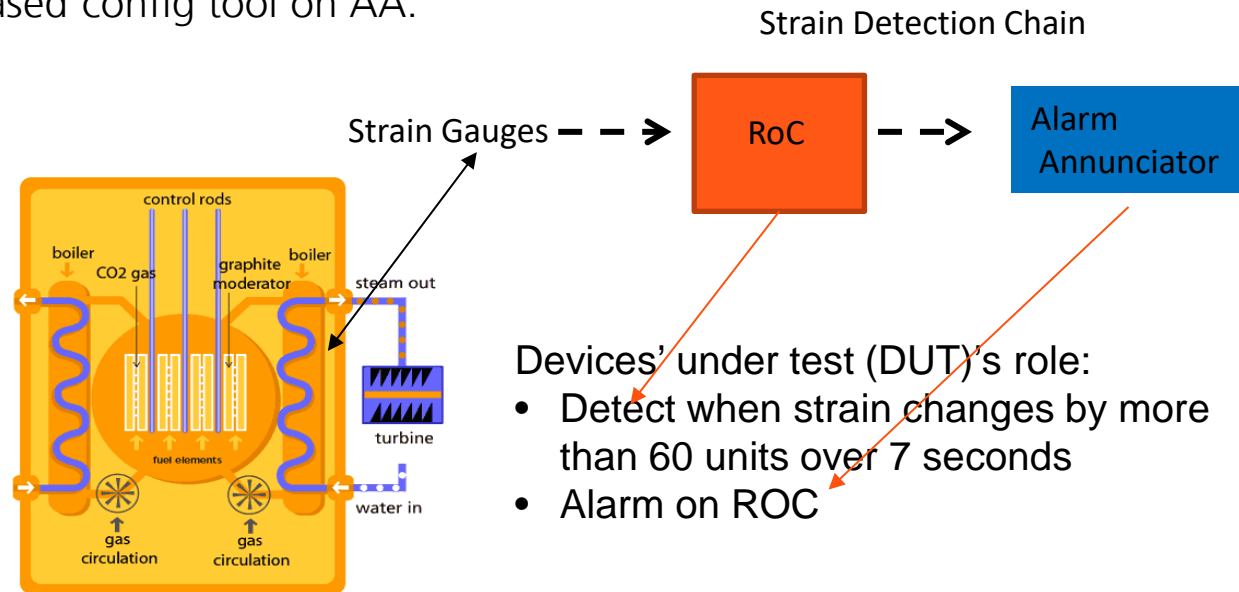 ased config tool on AA.
Strain Detection Chain
Strain Gauges
RoC
Alarm
Annunciator
control rods
boiler
CO2 gas
graphite
moderator
boiler
steam out
turbine
fuel elements
water in
gas
circulation
gas
circulation
Devices' under test (DUT)'s role:
• Detect when strain changes by more
than 60 units over 7 seconds
• Alarm on ROC